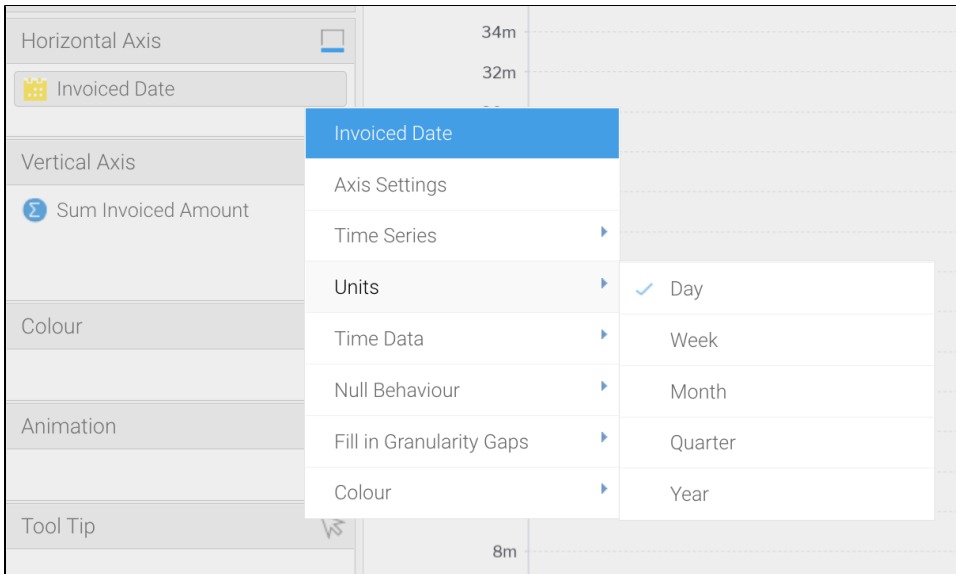 Horizontal Axis
Invoiced Date
Vertical Axis
Sum Invoiced Amount
Colour
Animation
Tool Tip
34m
32m
8m
Invoiced Date
Axis Settings
Time Series
Units
Time Data
Null Behaviour
Fill in Granularity Gaps
Colour
Day
Week
Month
Quarter
Year